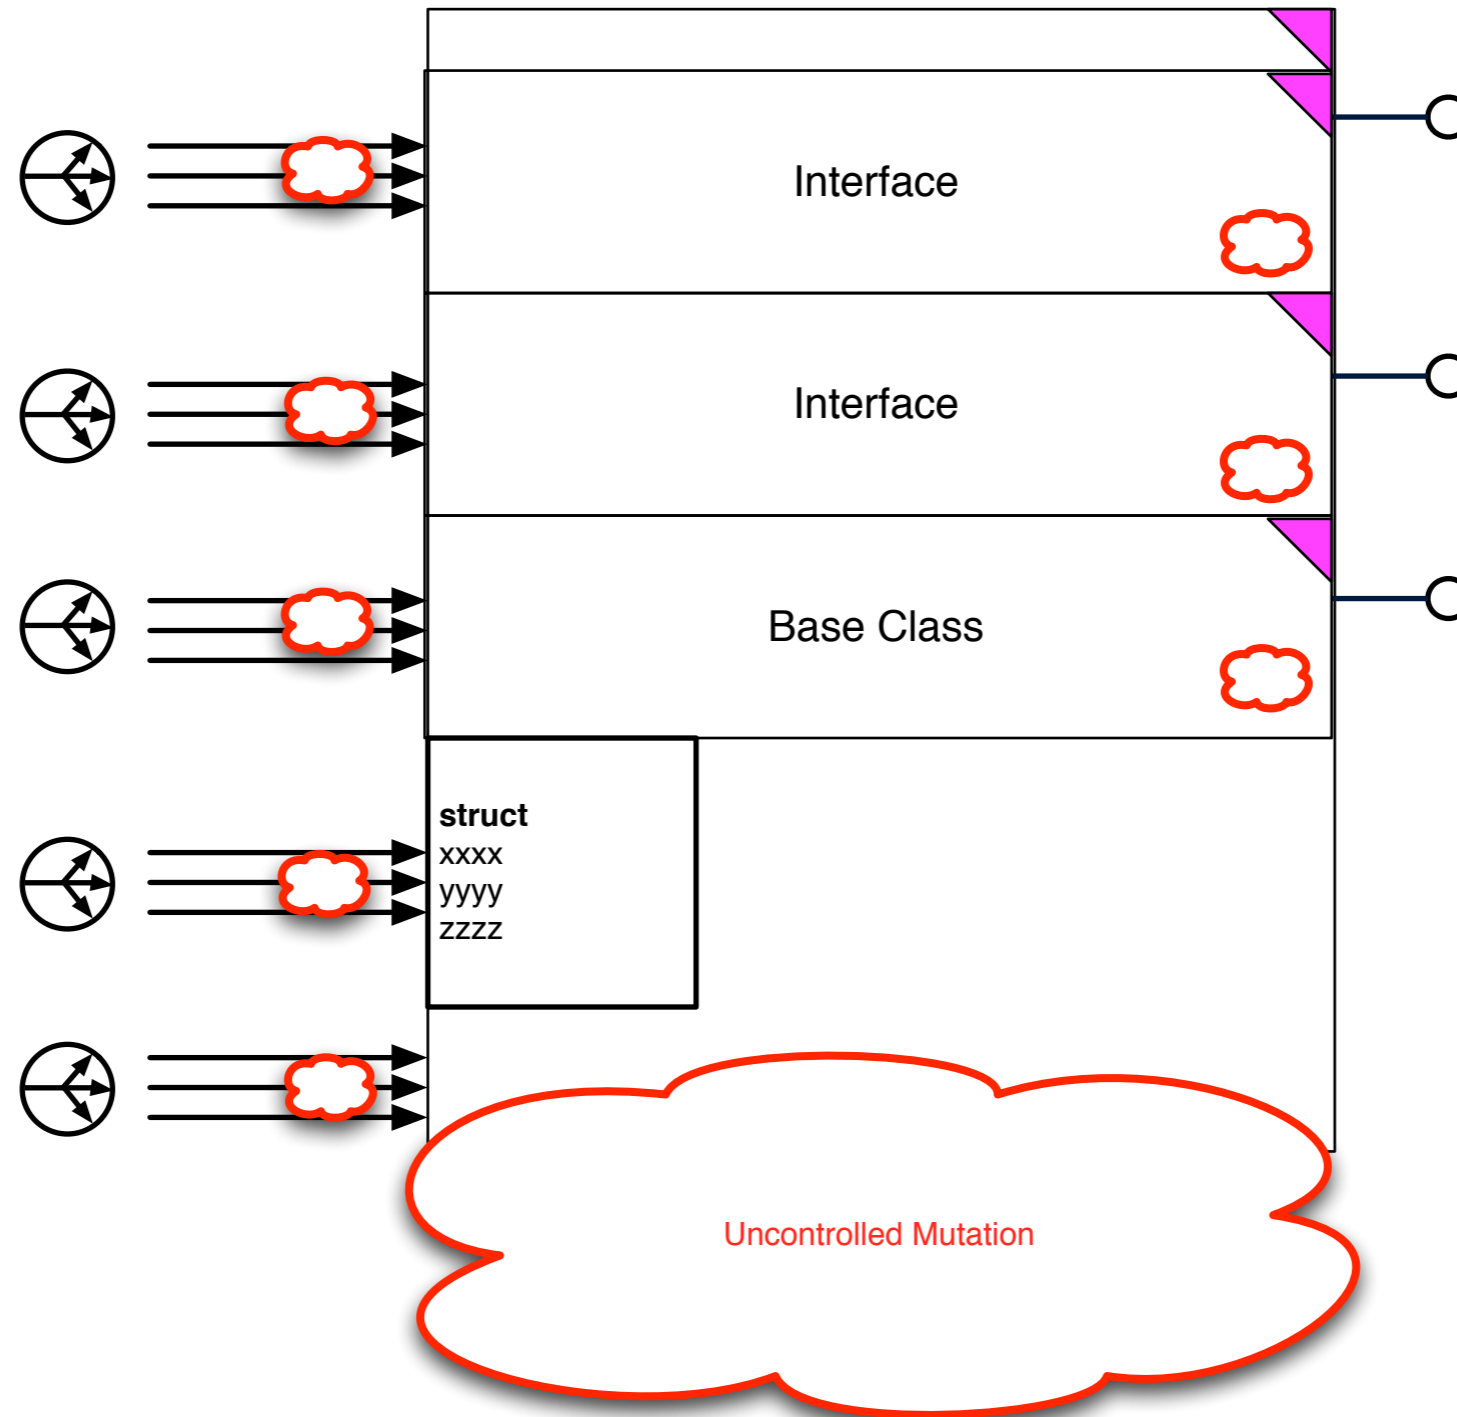 Interface
Interface
Base Class
struct
xxxx
yyyy
zzzz
Uncontrolled Mutation